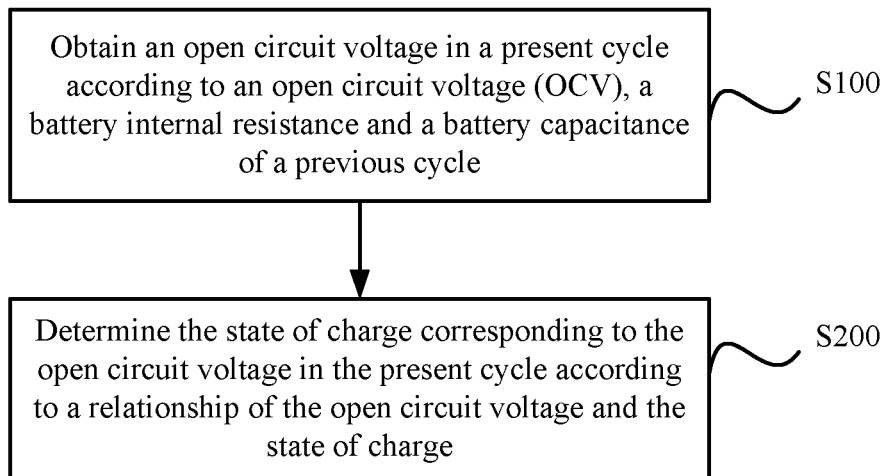 Obtain an open circuit voltage in a present cycle
according to an open circuit voltage (OCV), a
battery internal resistance and a battery capacitance
of a previous cycle
S100
Determine the state of charge corresponding to the
open circuit voltage in the present cycle according
to a relationship of the open circuit voltage and the
state of charge
S200